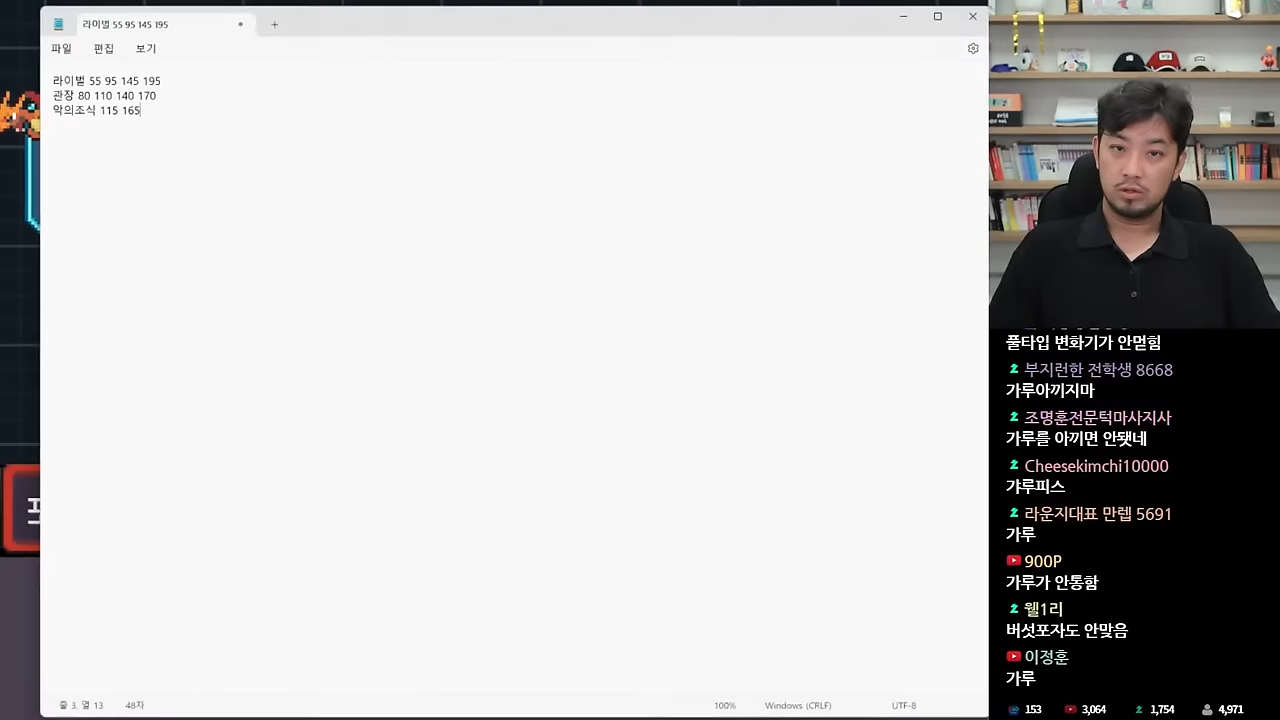 라이벌 55 95 145 195
파일 편집 보기
라이벌 55 95 145 195
관장 80 110 140 170
악의조식 115 165
줄 3, 열 13 48자 100% Windows (CRLF) UTF-8
풀타입 변화기가 안멈힘
부지런한 전학생 8668
가루아끼지마
조명훈전문턱마사지사
가루를 아끼면 안됏네
Cheesekimchi10000
갸루피스
라운지대표 만렙 5691
가루
900P
가루가 안통함
웰1리
버섯포자도 안맞음
이정훈
가루
153 3,064 1,754 4,971